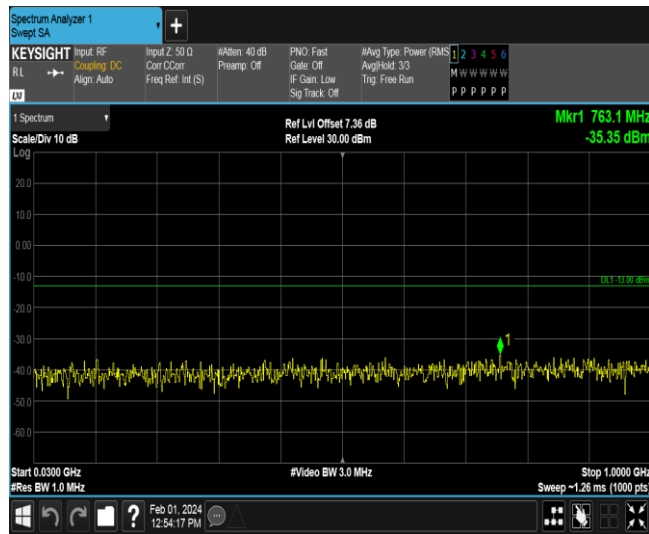 Spectrum Analyzer 1
Swept SA
+
KEYSIGHT
RL
LXI
Input: RF
Coupling: DC
Align: Auto
Input Z: 50 Ω
Corr CCorr
Freq Ref: Int (S)
#Atten: 40 dB
Preamp: Off
PNO: Fast
Gate: Off
IF Gain: Low
Sig Track: Off
#Avg Type: Power (RMS
Avg|Hold: 3/3
Trig: Free Run
1 2 3 4 5 6
M W W W W W
P P P P P P
1 Spectrum
Scale/Div 10 dB
Log
Ref Lvl Offset 7.36 dB
Ref Level 30.00 dBm
Mkr1 763.1 MHz
-35.35 dBm
20.0
10.0
0.00
-10.0
DL1 -13.00 dBm
-20.0
-30.0
1
-40.0
-50.0
-60.0
Start 0.0300 GHz
#Video BW 3.0 MHz
Stop 1.0000 GHz
#Res BW 1.0 MHz
Sweep ~1.26 ms (1000 pts)
?
Feb 01, 2024
12:54:17 PM